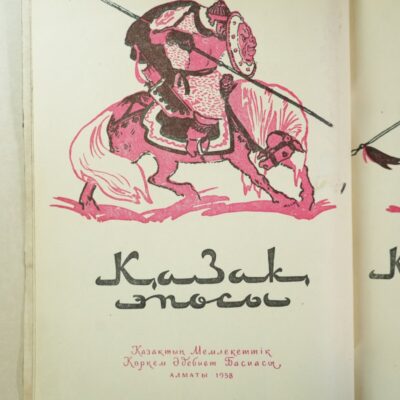 Қазақ
эпосы
Қазақтың Мемлекеттік
Көркем Әдебиет Баспасы
АЛМАТЫ 1958
Қ